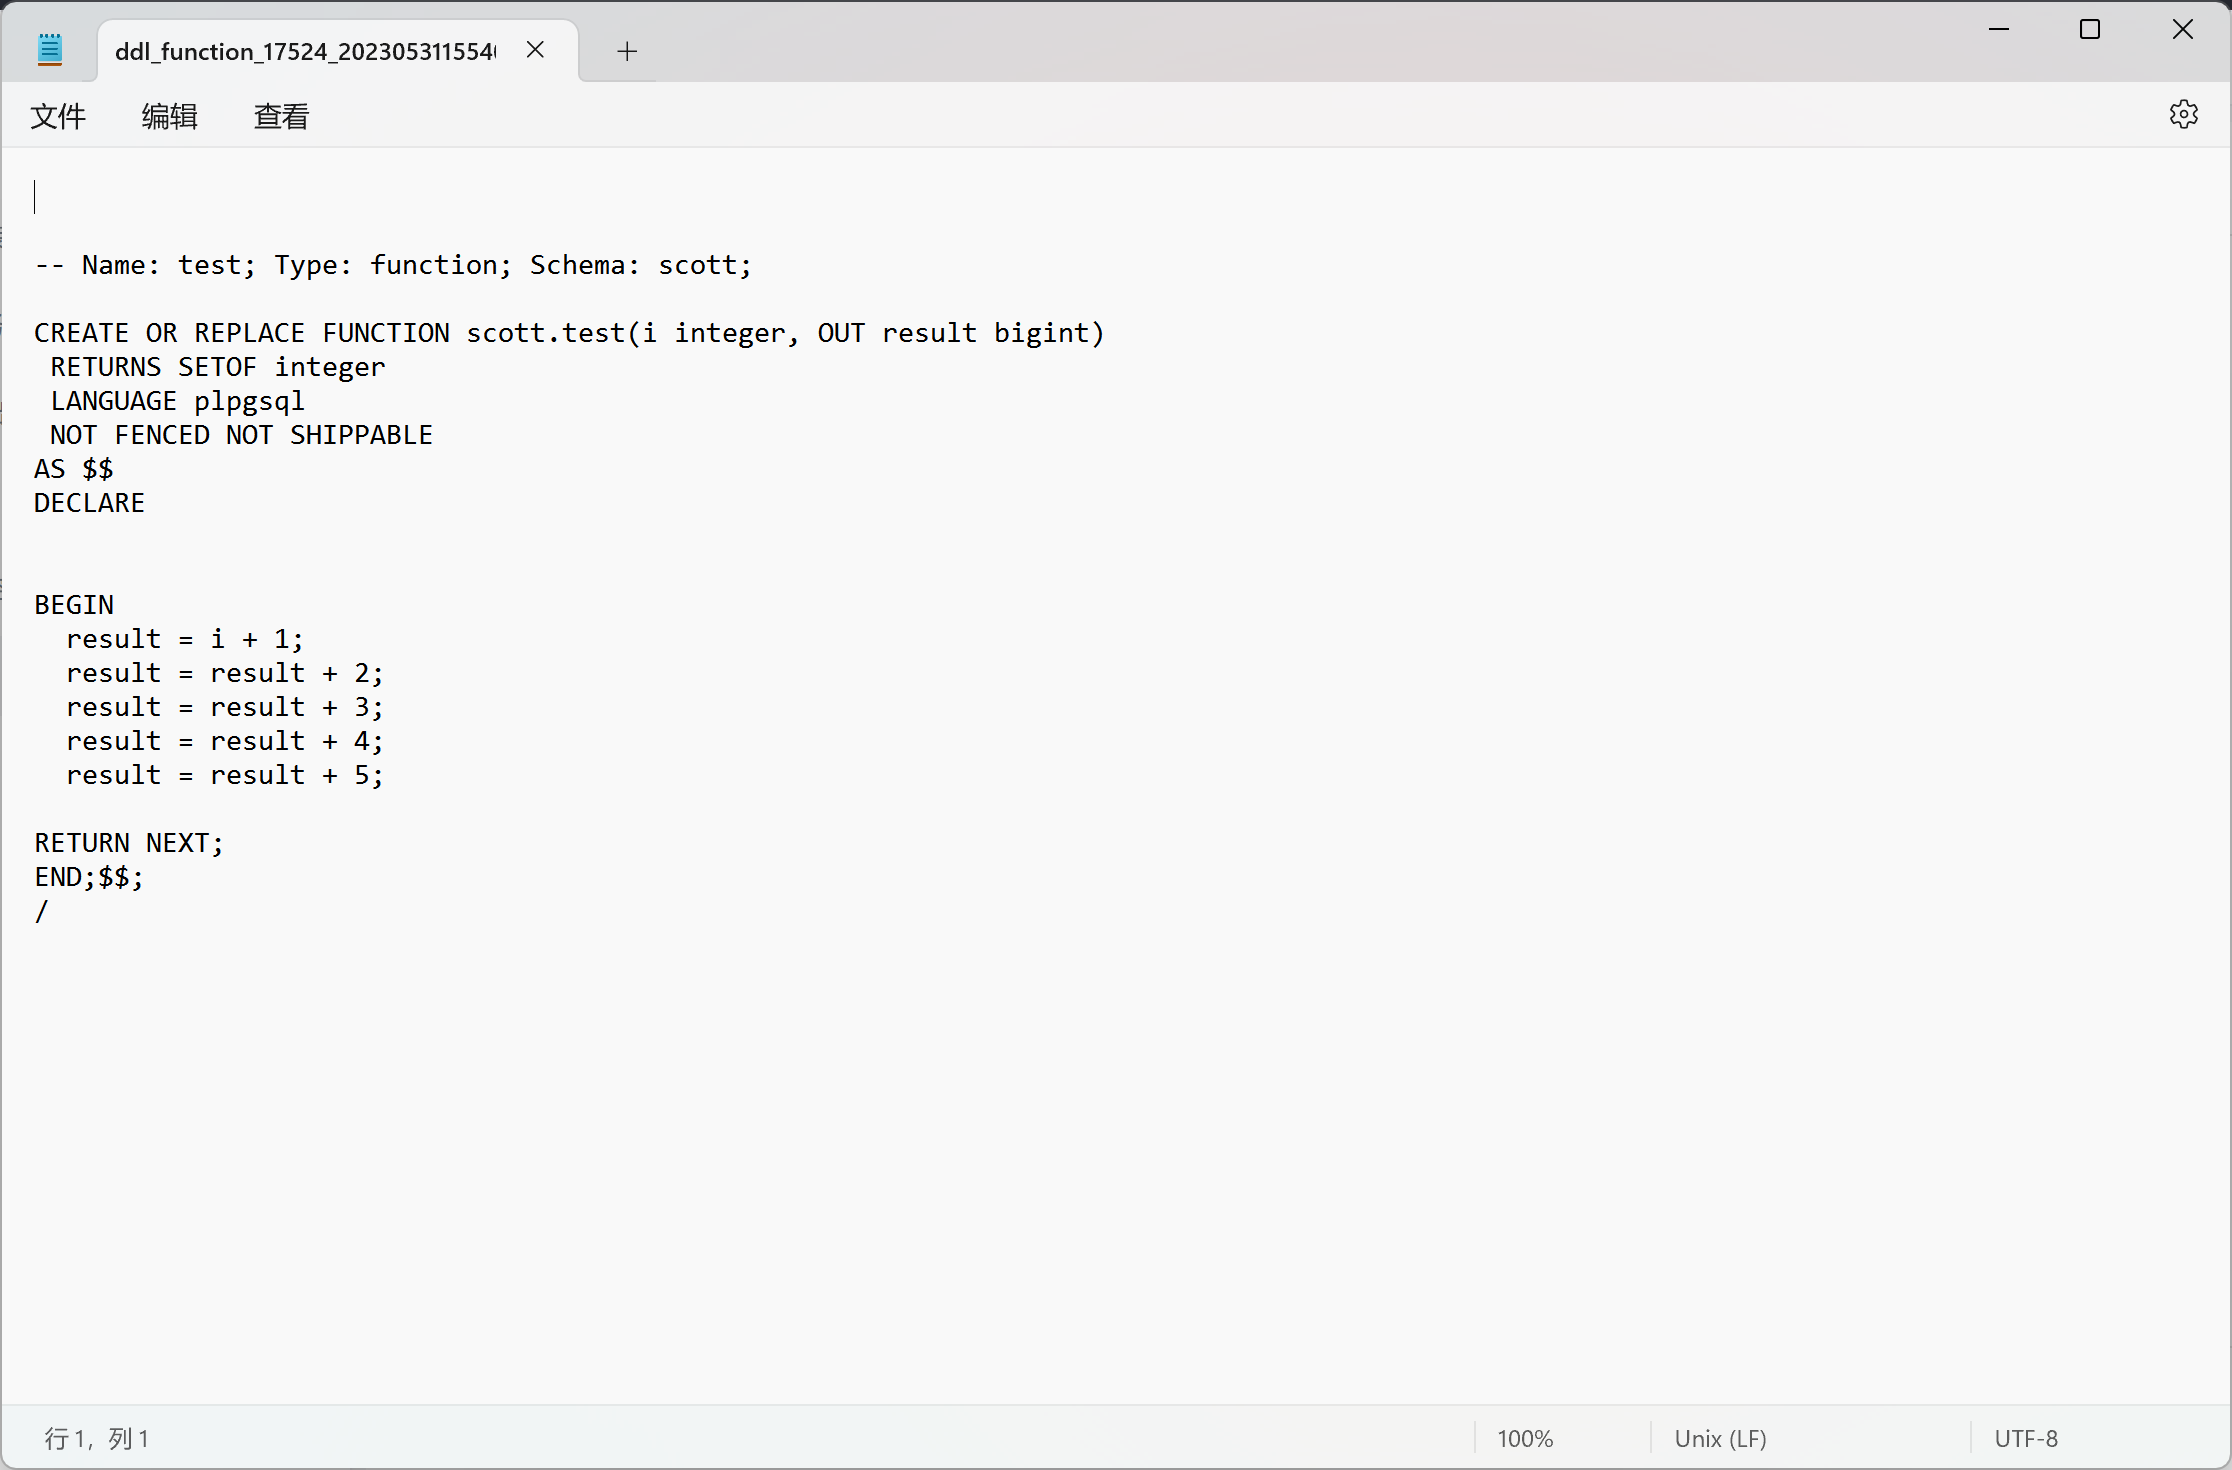 ddl_function_17524_2023053115540
文件 编辑 查看
-- Name: test; Type: function; Schema: scott;
CREATE OR REPLACE FUNCTION scott.test(i integer, OUT result bigint)
 RETURNS SETOF integer
 LANGUAGE plpgsql
 NOT FENCED NOT SHIPPABLE
AS $$
DECLARE
BEGIN
  result = i + 1;
  result = result + 2;
  result = result + 3;
  result = result + 4;
  result = result + 5;
RETURN NEXT;
END;$$;
/
行 1, 列 1 100% Unix (LF) UTF-8